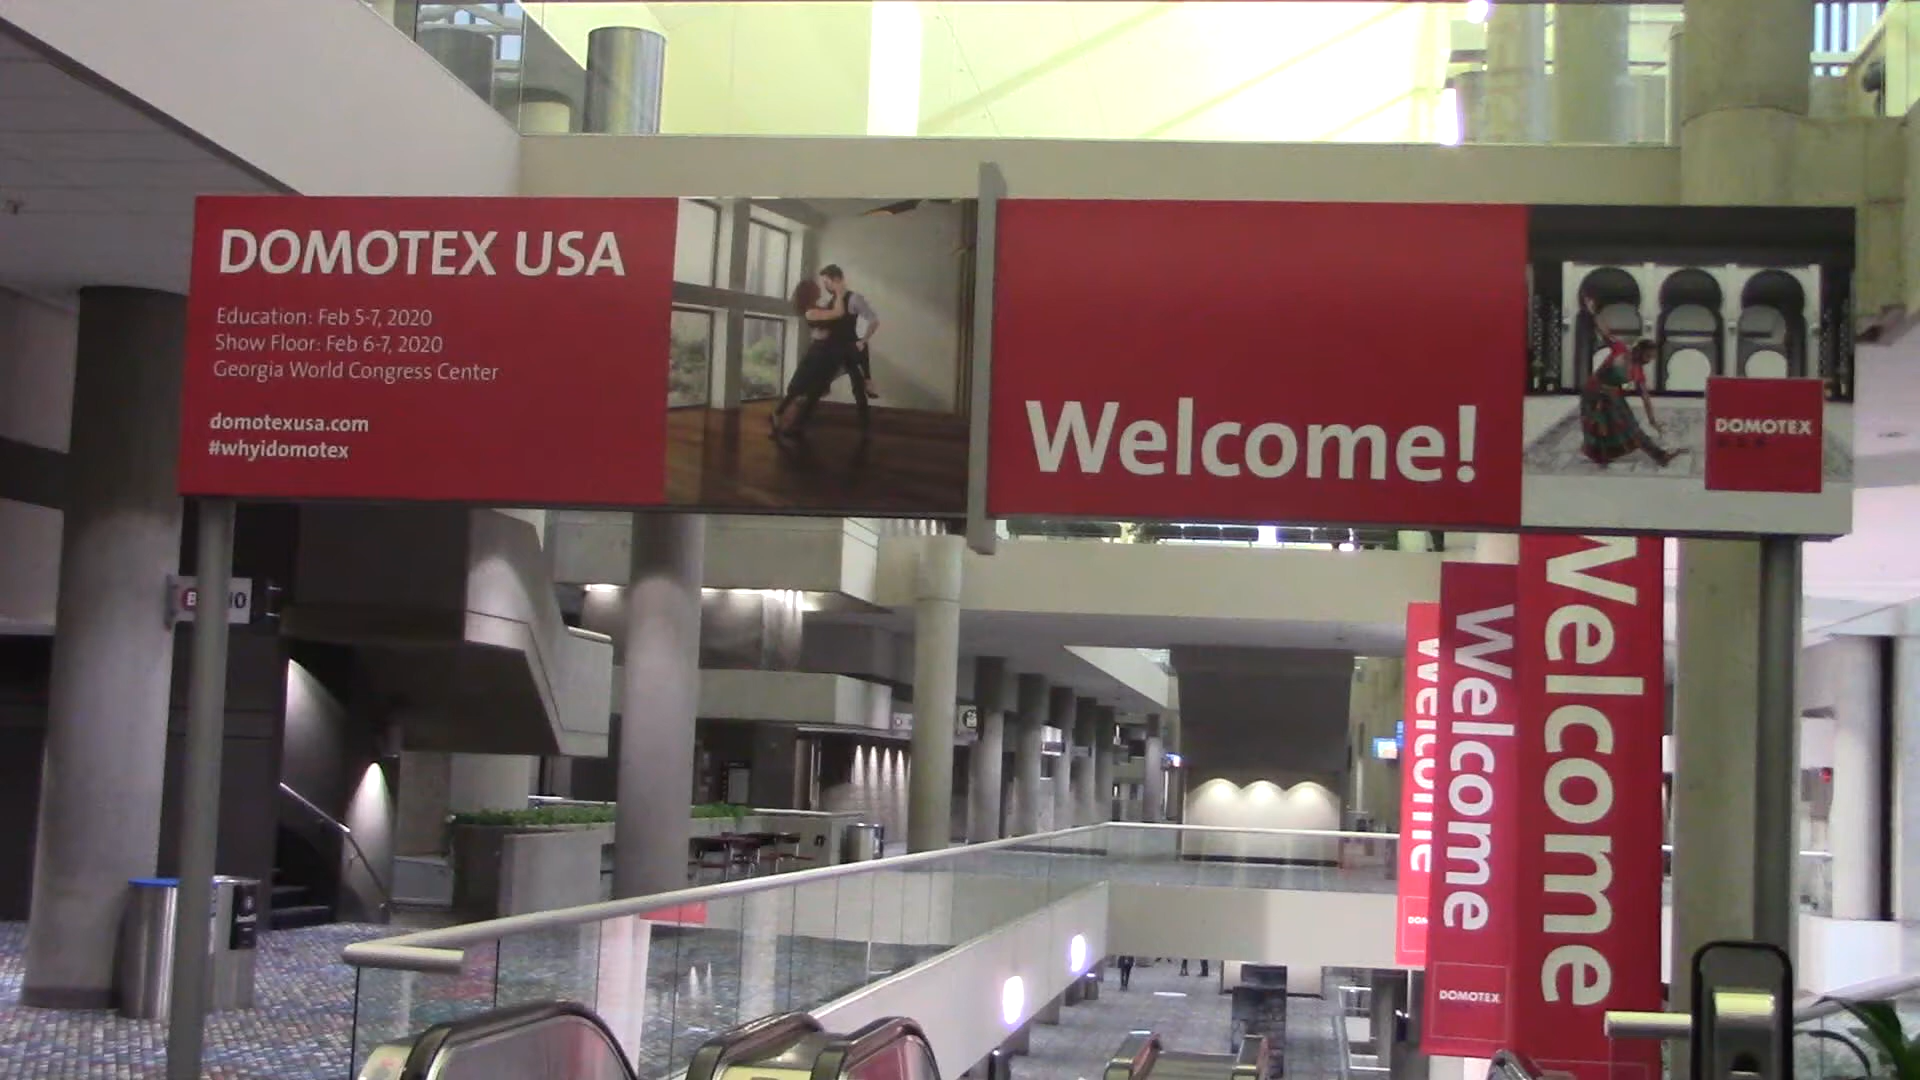 DOMOTEX USA
Education: Feb 5-7, 2020
Show Floor: Feb 6-7, 2020
Georgia World Congress Center
domotexusa.com
#whyidomotex
Welcome!
DOMOTEX
Welcome
Welcome
Welcome
DOMOTEX